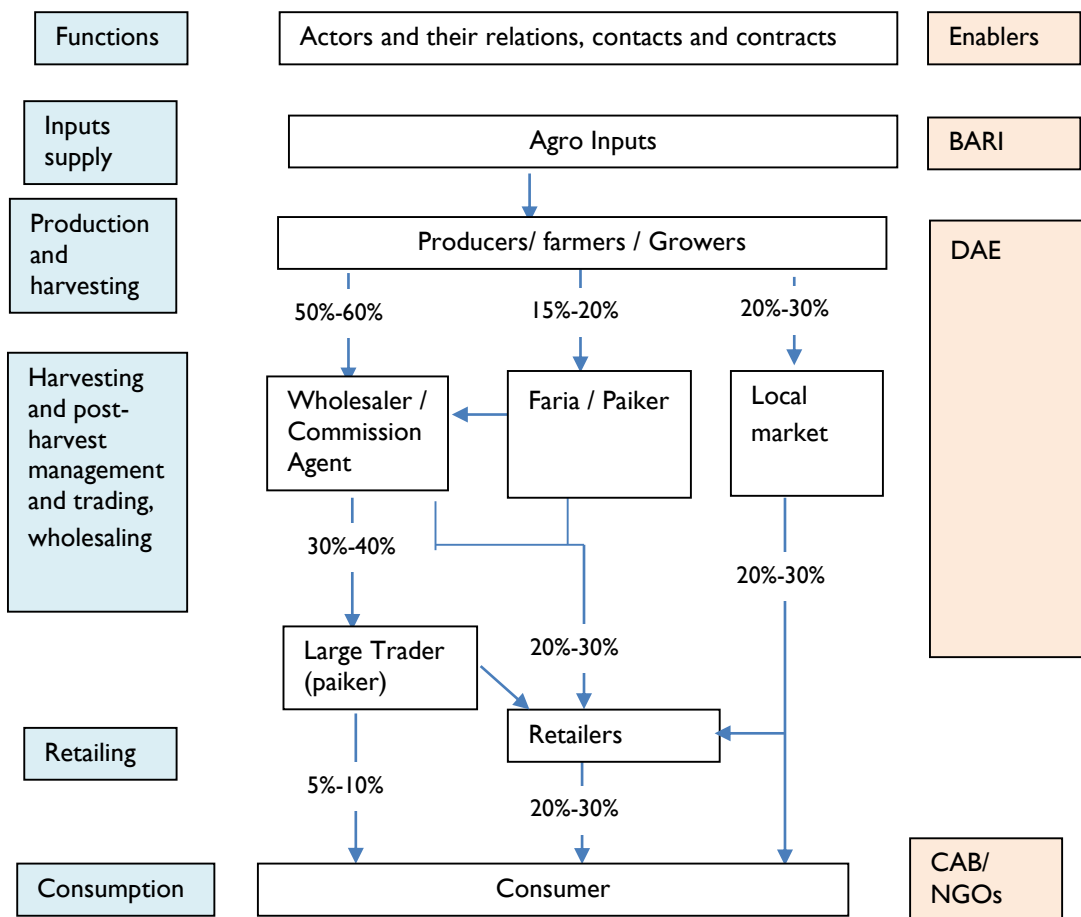 Functions
Actors and their relations, contacts and contracts
Enablers
Inputs
supply
Agro Inputs
BARI
Production
and
harvesting
Producers/ farmers / Growers
DAE
50%-60%
15%-20%
20%-30%
Harvesting
and post-
harvest
management
and trading,
wholesaling
Wholesaler /
Commission
Agent
Faria / Paiker
Local
market
30%-40%
20%-30%
Large Trader
(paiker)
20%-30%
Retailing
Retailers
5%-10%
20%-30%
Consumption
Consumer
CAB/
NGOs